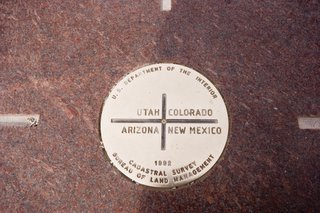 U.S. DEPARTMENT OF THE INTERIOR
UTAH COLORADO
ARIZONA NEW MEXICO
1992
CADASTRAL SURVEY
BUREAU OF LAND MANAGEMENT